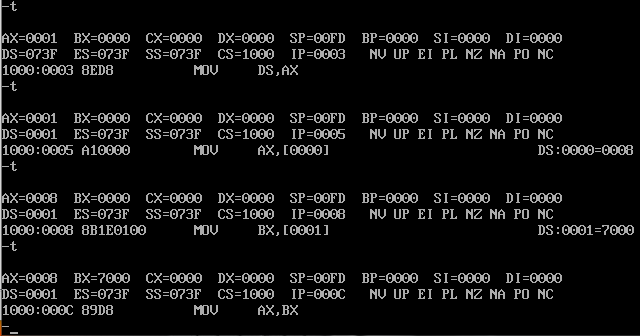 -t
AX=0001 BX=0000 CX=0000 DX=0000 SP=00FD BP=0000 SI=0000 DI=0000
DS=073F ES=073F SS=073F CS=1000 IP=0003 NV UP EI PL NZ NA PO NC
1000:0003 8ED8 MOV DS,AX
-t
AX=0001 BX=0000 CX=0000 DX=0000 SP=00FD BP=0000 SI=0000 DI=0000
DS=0001 ES=073F SS=073F CS=1000 IP=0005 NV UP EI PL NZ NA PO NC
1000:0005 A10000 MOV AX,[0000] DS:0000=0008
-t
AX=0008 BX=0000 CX=0000 DX=0000 SP=00FD BP=0000 SI=0000 DI=0000
DS=0001 ES=073F SS=073F CS=1000 IP=0008 NV UP EI PL NZ NA PO NC
1000:0008 8B1E0100 MOV BX,[0001] DS:0001=7000
-t
AX=0008 BX=7000 CX=0000 DX=0000 SP=00FD BP=0000 SI=0000 DI=0000
DS=0001 ES=073F SS=073F CS=1000 IP=000C NV UP EI PL NZ NA PO NC
1000:000C 89D8 MOV AX,BX
-_